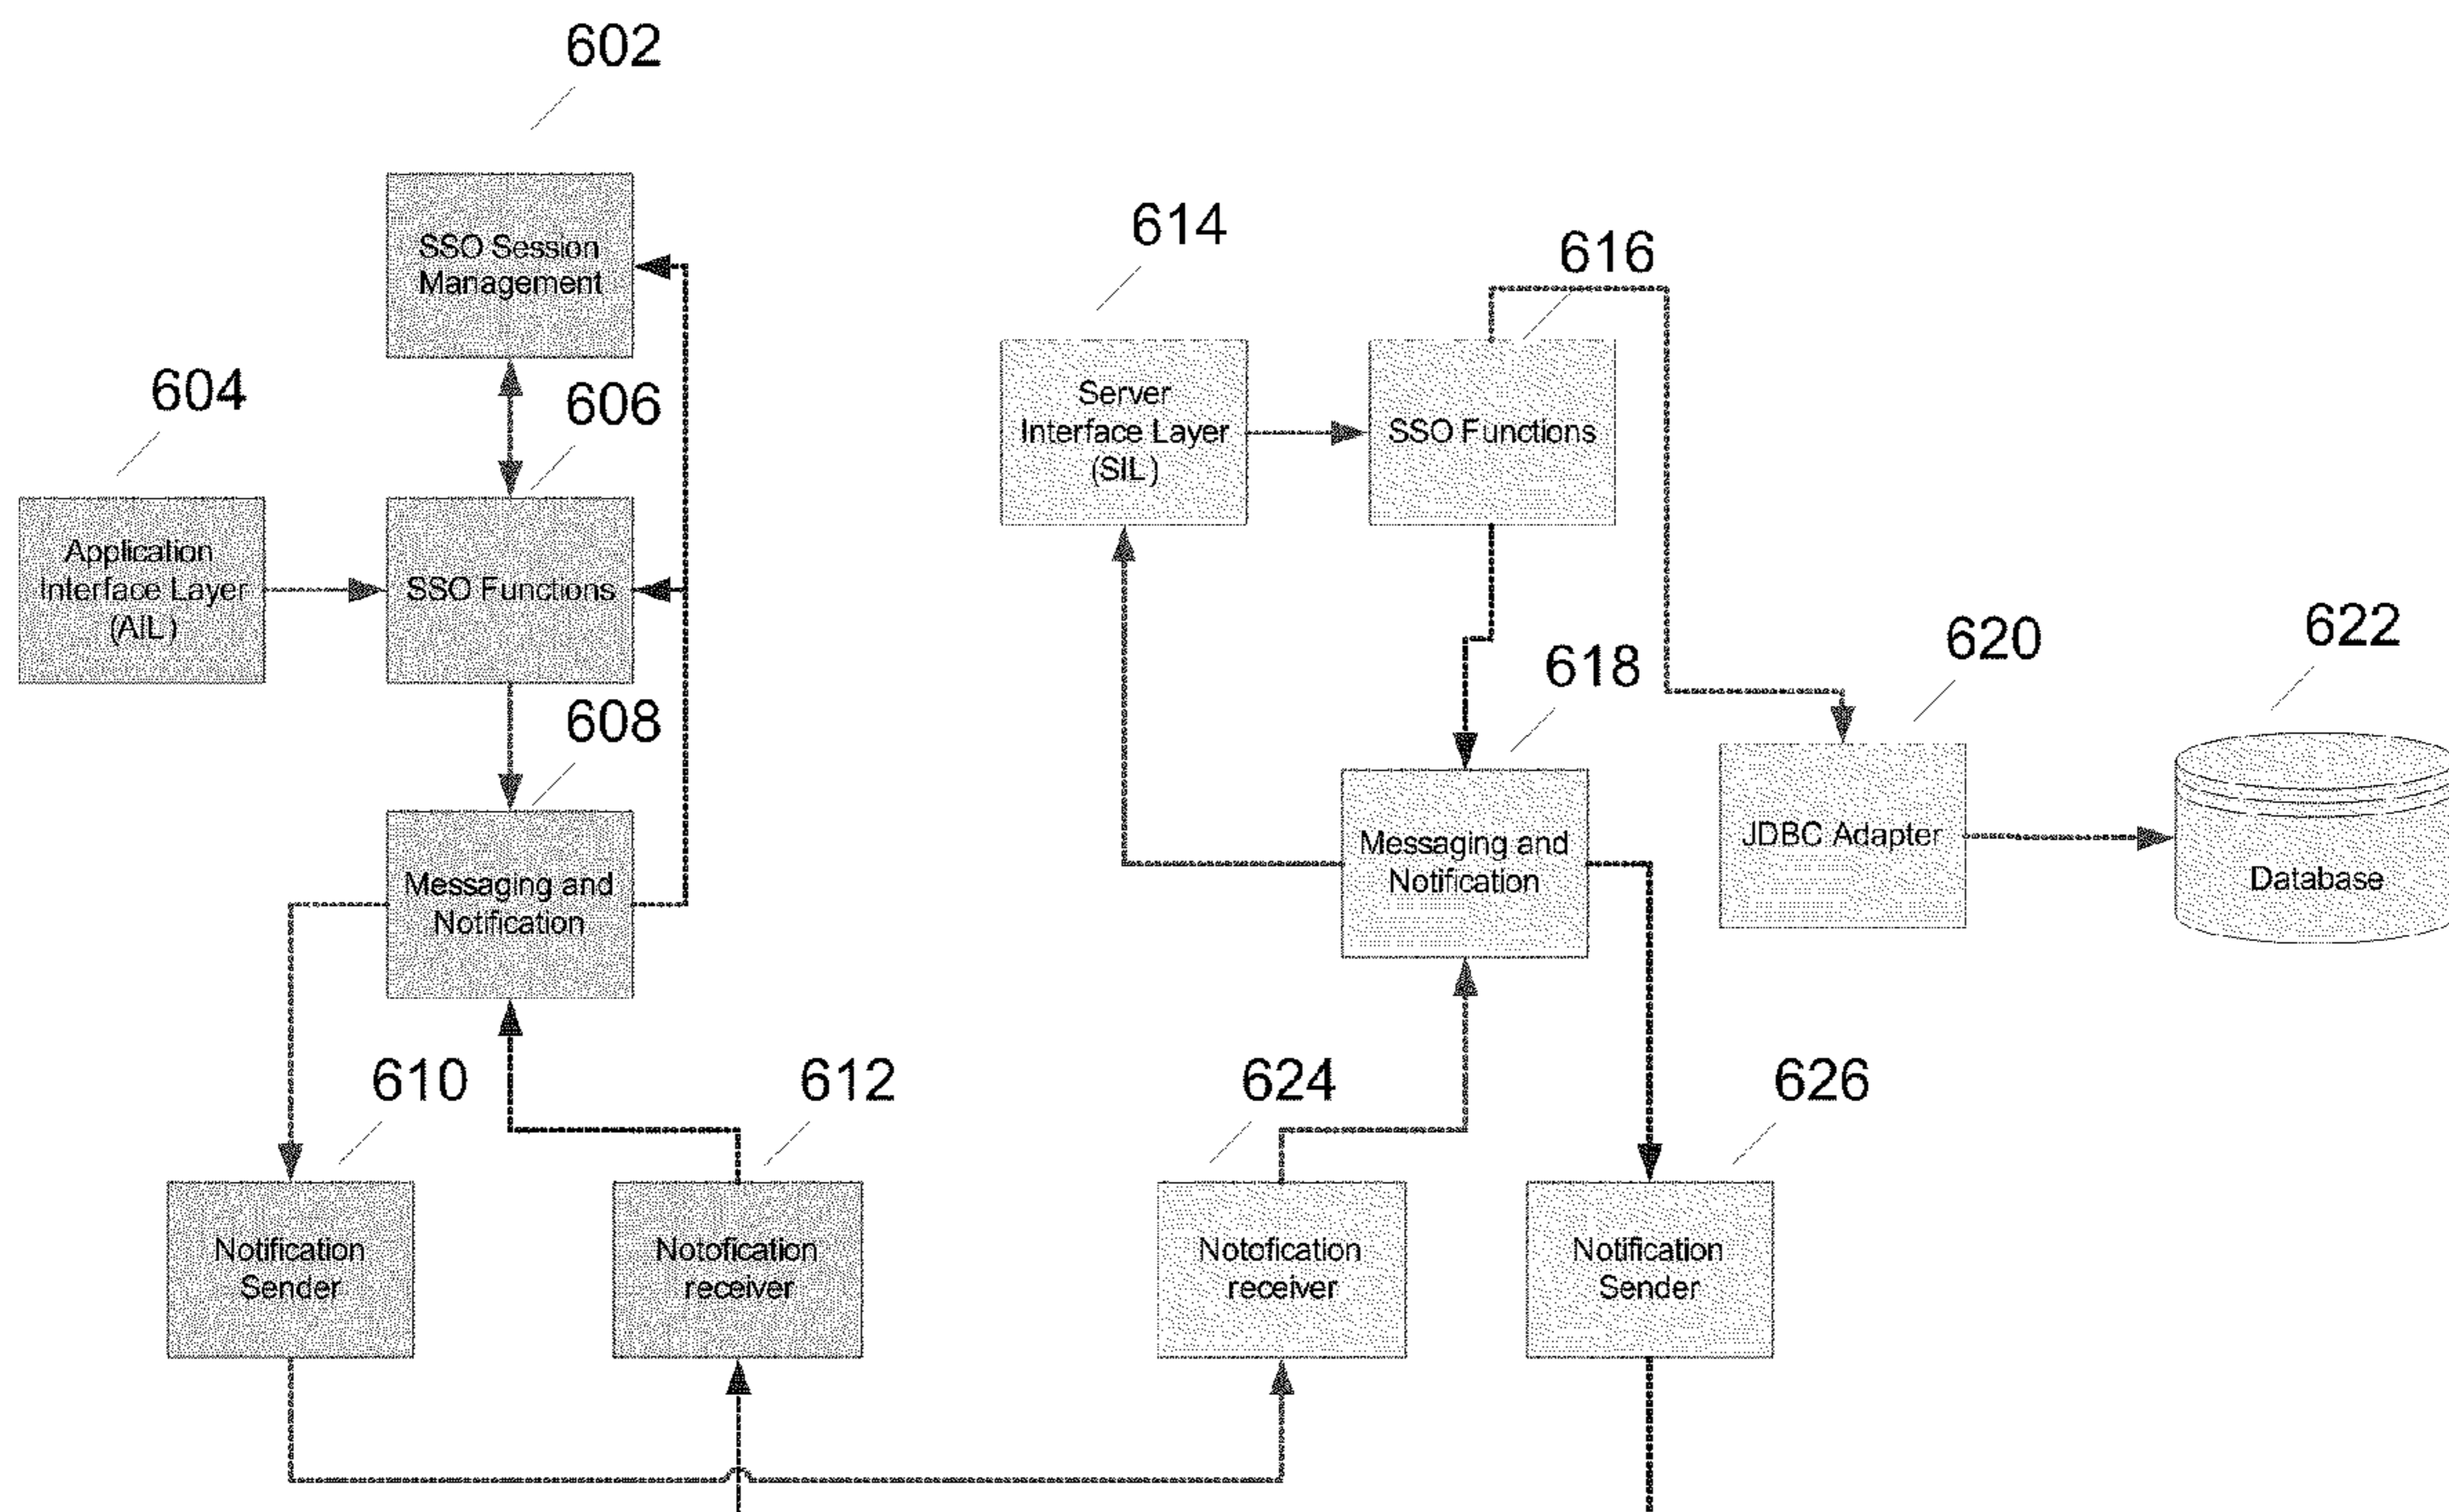 602
SSO Session
Management
604
606
Application
Interface Layer
(AIL)
SSO Functions
608
Messaging and
Notification
610
612
Notification
Sender
Notofication
receiver
614
616
Server
Interface Layer
(SIL)
SSO Functions
618
620
622
Messaging and
Notification
JDBC Adapter
Database
624
626
Notofication
receiver
Notification
Sender